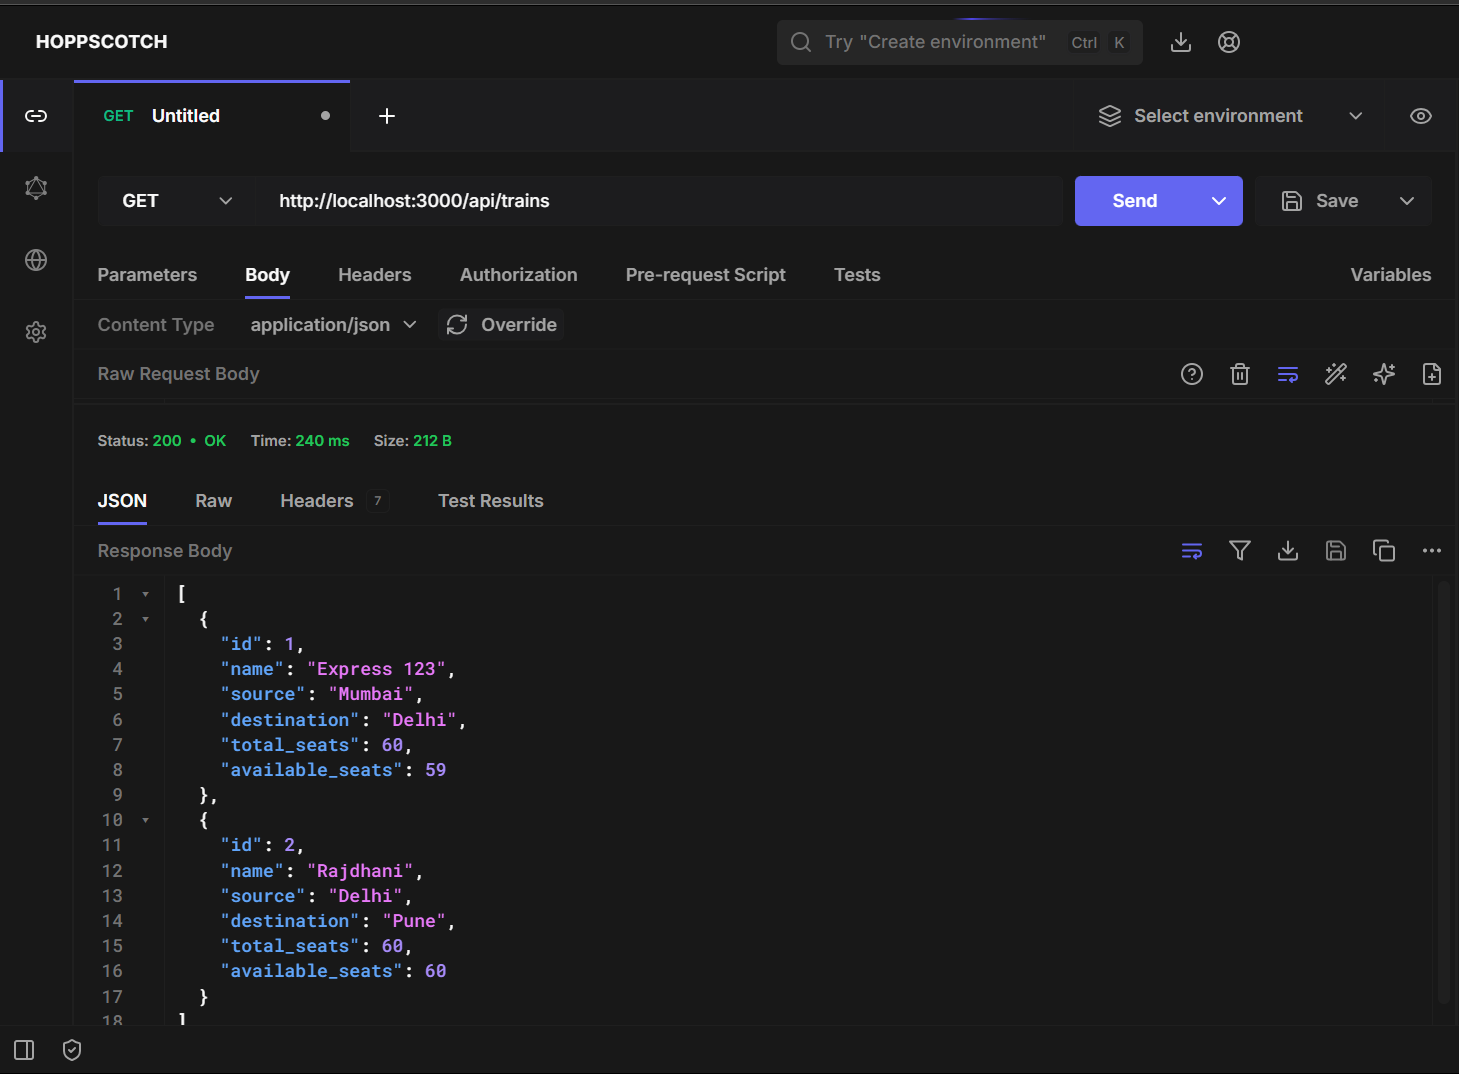 HOPPSCOTCH
Try "Create environment" Ctrl K
GET Untitled
Select environment
GET http://localhost:3000/api/trains Send Save
Parameters Body Headers Authorization Pre-request Script Tests Variables
Content Type application/json Override
Raw Request Body
Status: 200 • OK Time: 240 ms Size: 212 B
JSON Raw Headers 7 Test Results
Response Body
1 [
2 {
3 "id": 1,
4 "name": "Express 123",
5 "source": "Mumbai",
6 "destination": "Delhi",
7 "total_seats": 60,
8 "available_seats": 59
9 },
10 {
11 "id": 2,
12 "name": "Rajdhani",
13 "source": "Delhi",
14 "destination": "Pune",
15 "total_seats": 60,
16 "available_seats": 60
17 }
18 ]